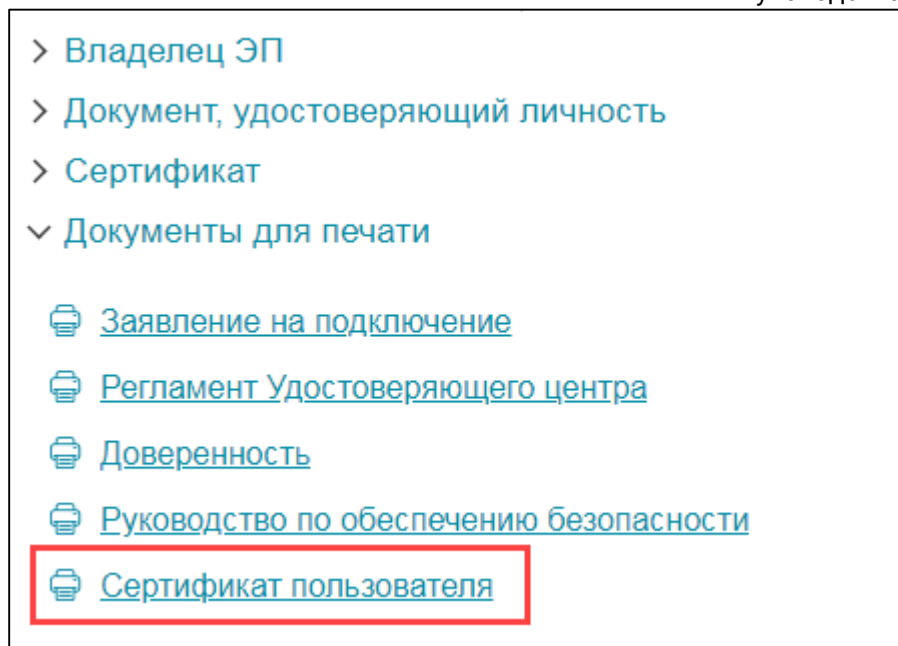 Владелец ЭП
Документ, удостоверяющий личность
Сертификат
Документы для печати
Заявление на подключение
Регламент Удостоверяющего центра
Доверенность
Руководство по обеспечению безопасности
Сертификат пользователя